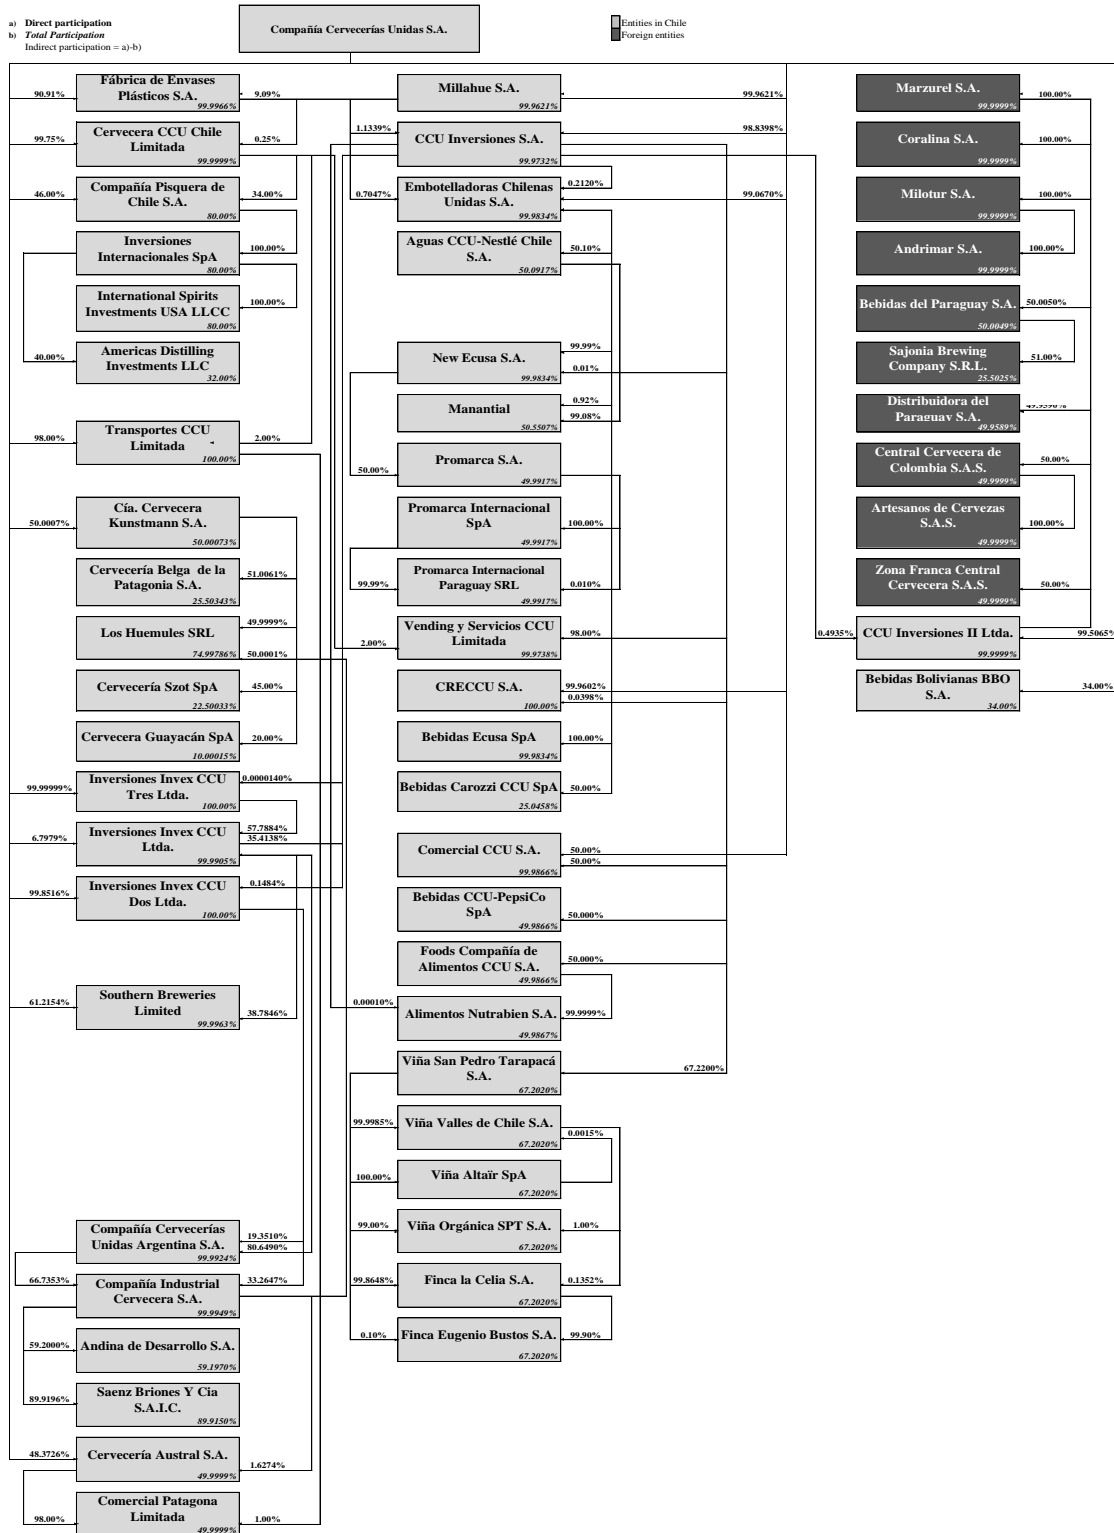 a) Direct participation
b) Total Participation
Indirect participation = a)-b)
Compañía Cervecerías Unidas S.A.
Entities in Chile
Foreign entities
90.91%
Fábrica de Envases
Plásticos S.A.
99.9966%
9.09%
99.75%
Cervecera CCU Chile
Limitada
99.9999%
0.25%
46.00%
Compañía Pisquera de
Chile S.A.
80.00%
34.00%
Inversiones
Internacionales SpA
80.00%
100.00%
International Spirits
Investments USA LLCC
80.00%
100.00%
40.00%
Americas Distilling
Investments LLC
32.00%
98.00%
Transportes CCU
Limitada
100.00%
2.00%
50.0007%
Cía. Cervecera
Kunstmann S.A.
50.00073%
Cervecería Belga de la
Patagonia S.A.
25.50343%
51.0061%
Los Huemules SRL
74.99786%
49.9999%
50.0001%
Cervecería Szot SpA
22.50033%
45.00%
Cervecera Guayacán SpA
10.00015%
20.00%
99.99999%
Inversiones Invex CCU
Tres Ltda.
100.00%
0.0000140%
6.7979%
Inversiones Invex CCU
Ltda.
99.9905%
57.7884%
35.4138%
99.8516%
Inversiones Invex CCU
Dos Ltda.
100.00%
0.1484%
61.2154%
Southern Breweries
Limited
99.9963%
38.7846%
Compañía Cervecerías
Unidas Argentina S.A.
99.9924%
19.3510%
80.6490%
66.7353%
Compañía Industrial
Cervecera S.A.
99.9949%
33.2647%
59.2000%
Andina de Desarrollo S.A.
59.1970%
89.9196%
Saenz Briones Y Cia
S.A.I.C.
89.9150%
48.3726%
Cervecería Austral S.A.
49.9999%
1.6274%
98.00%
Comercial Patagona
Limitada
49.9999%
1.00%
Millahue S.A.
99.9621%
99.9621%
1.1339%
CCU Inversiones S.A.
99.9732%
98.8398%
0.7047%
Embotelladoras Chilenas
Unidas S.A.
99.9834%
0.2120%
99.0670%
Aguas CCU-Nestlé Chile
S.A.
50.0917%
50.10%
New Ecusa S.A.
99.9834%
99.99%
0.01%
Manantial
50.5507%
0.92%
99.08%
50.00%
Promarca S.A.
49.9917%
Promarca Internacional
SpA
49.9917%
100.00%
99.99%
Promarca Internacional
Paraguay SRL
49.9917%
0.010%
2.00%
Vending y Servicios CCU
Limitada
99.9738%
98.00%
CRECCU S.A.
100.00%
99.9602%
0.0398%
Bebidas Ecusa SpA
99.9834%
100.00%
Bebidas Carozzi CCU SpA
25.0458%
50.00%
Comercial CCU S.A.
99.9866%
50.00%
50.00%
Bebidas CCU-PepsiCo
SpA
49.9866%
50.000%
Foods Compañía de
Alimentos CCU S.A.
49.9866%
50.000%
0.00010%
Alimentos Nutrabien S.A.
49.9867%
99.9999%
Viña San Pedro Tarapacá
S.A.
67.2020%
67.2200%
99.9985%
Viña Valles de Chile S.A.
67.2020%
0.0015%
100.00%
Viña Altaïr SpA
67.2020%
99.00%
Viña Orgánica SPT S.A.
67.2020%
1.00%
99.8648%
Finca la Celia S.A.
67.2020%
0.1352%
0.10%
Finca Eugenio Bustos S.A.
67.2020%
99.90%
Marzurel S.A.
99.9999%
100.00%
Coralina S.A.
99.9999%
100.00%
Milotur S.A.
99.9999%
100.00%
Andrimar S.A.
99.9999%
100.00%
Bebidas del Paraguay S.A.
50.0049%
50.0050%
Sajonia Brewing
Company S.R.L.
25.5025%
51.00%
Distribuidora del
Paraguay S.A.
49.9589%
Central Cervecera de
Colombia S.A.S.
49.9999%
50.00%
Artesanos de Cervezas
S.A.S.
49.9999%
100.00%
Zona Franca Central
Cervecera S.A.S.
49.9999%
50.00%
0.4935%
CCU Inversiones II Ltda.
99.9999%
99.5065%
Bebidas Bolivianas BBO
S.A.
34.00%
34.00%